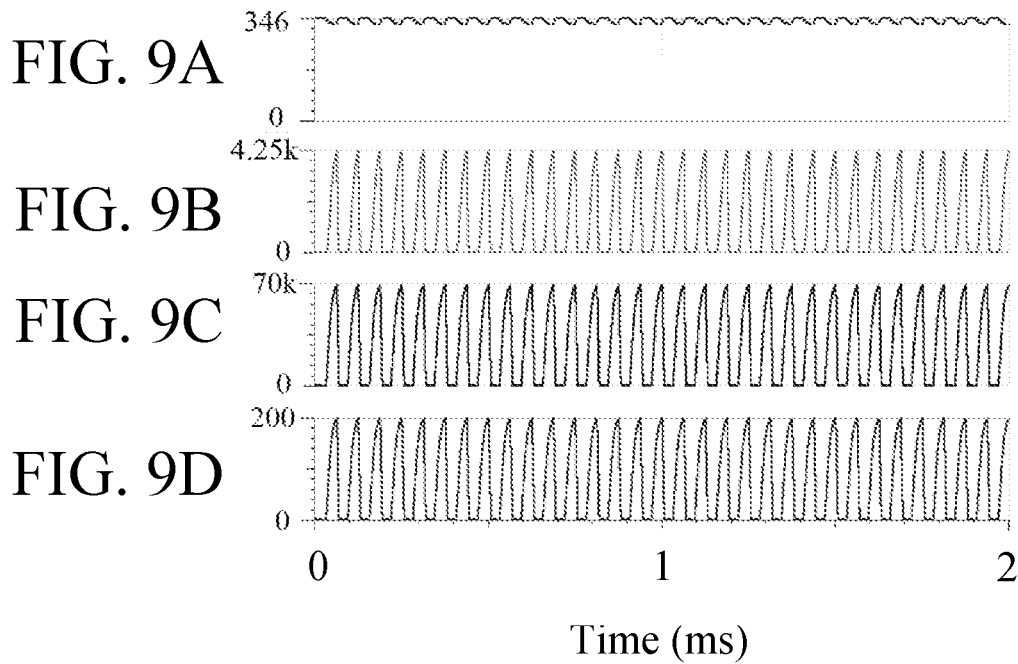 346
FIG. 9A
0
4.25k
FIG. 9B
0
70k
FIG. 9C
0
200
FIG. 9D
0
0 1 2
Time (ms)